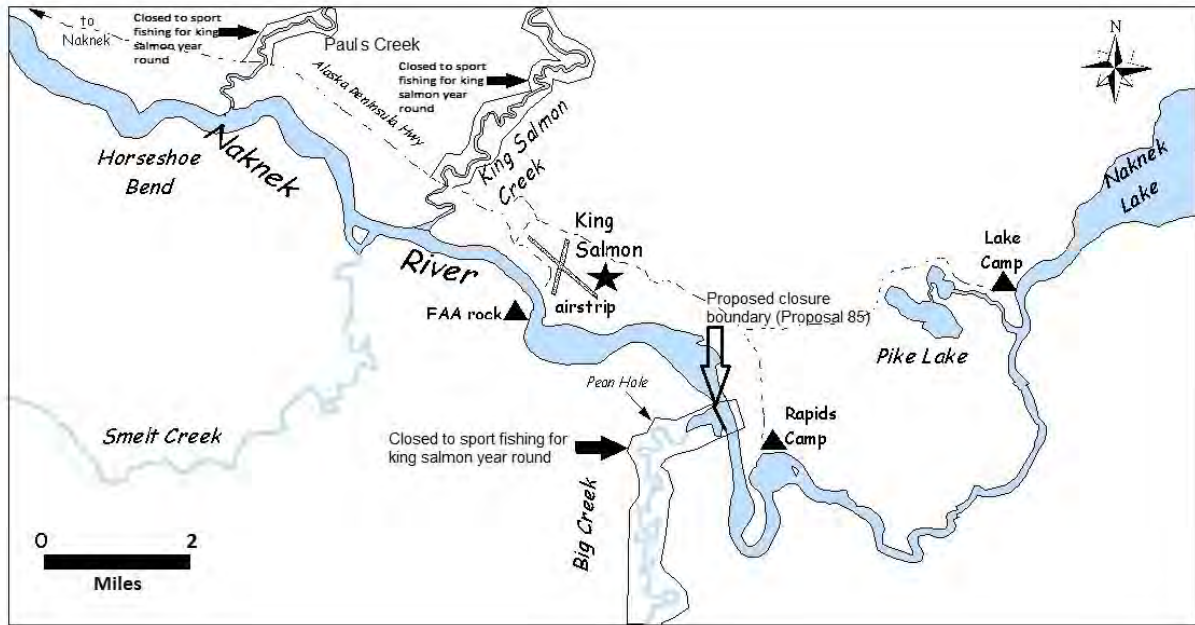 to
Naknek
Closed to sport
fishing for king
salmon year
round
Paul's Creek
Closed to sport
fishing for king
salmon year
round
N
Alaska Peninsula Hwy
Horseshoe
Bend
Naknek
River
King Salmon
Creek
King
Salmon
Naknek
Lake
Lake
Camp
FAA rock
airstrip
Proposed closure
boundary (Proposal 85)
Pike Lake
Pean Hole
Smelt Creek
Closed to sport fishing for
king salmon year round
Rapids
Camp
Big Creek
0 2
Miles